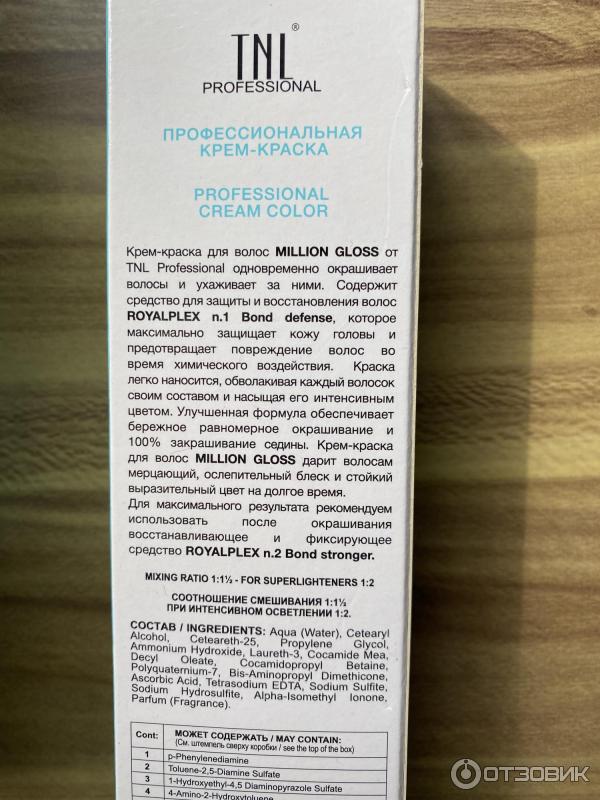 TNL®
PROFESSIONAL
ПРОФЕССИОНАЛЬНАЯ
КРЕМ-КРАСКА
PROFESSIONAL
CREAM COLOR
Крем-краска для волос MILLION GLOSS от
TNL Professional одновременно окрашивает
волосы и ухаживает за ними. Содержит
средство для защиты и восстановления волос
ROYALPLEX n.1 Bond defense, которое
максимально защищает кожу головы и
предотвращает повреждение волос во
время химического воздействия. Краска
легко наносится, обволакивая каждый волосок
своим составом и насыщая его интенсивным
цветом. Улучшенная формула обеспечивает
бережное равномерное окрашивание и
100% закрашивание седины. Крем-краска
для волос MILLION GLOSS дарит волосам
мерцающий, ослепительный блеск и стойкий
выразительный цвет на долгое время.
Для максимального результата рекомендуем
использовать после окрашивания
восстанавливающее и фиксирующее
средство ROYALPLEX n.2 Bond stronger.
MIXING RATIO 1:1½ - FOR SUPERLIGHTENERS 1:2
СООТНОШЕНИЕ СМЕШИВАНИЯ 1:1½
ПРИ ИНТЕНСИВНОМ ОСВЕТЛЕНИИ 1:2.
СОСТАВ / INGREDIENTS: Aqua (Water), Cetearyl
Alcohol, Ceteareth-25, Propylene Glycol,
Ammonium Hydroxide, Laureth-3, Cocamide Mea,
Decyl Oleate, Cocamidopropyl Betaine,
Polyquaternium-7, Bis-Aminopropyl Dimethicone,
Ascorbic Acid, Tetrasodium EDTA, Sodium Sulfite,
Sodium Hydrosulfite, Alpha-Isomethyl Ionone,
Parfum (Fragrance).
Cont: МОЖЕТ СОДЕРЖАТЬ / MAY CONTAIN:
(См. штемпель сверху коробки / see the top of the box)
1 p-Phenylenediamine
2 Toluene-2,5-Diamine Sulfate
3 1-Hydroxyethyl-4,5 Diaminopyrazole Sulfate
4 4-Amino-2-Hydroxytoluene
ОТЗОВИК